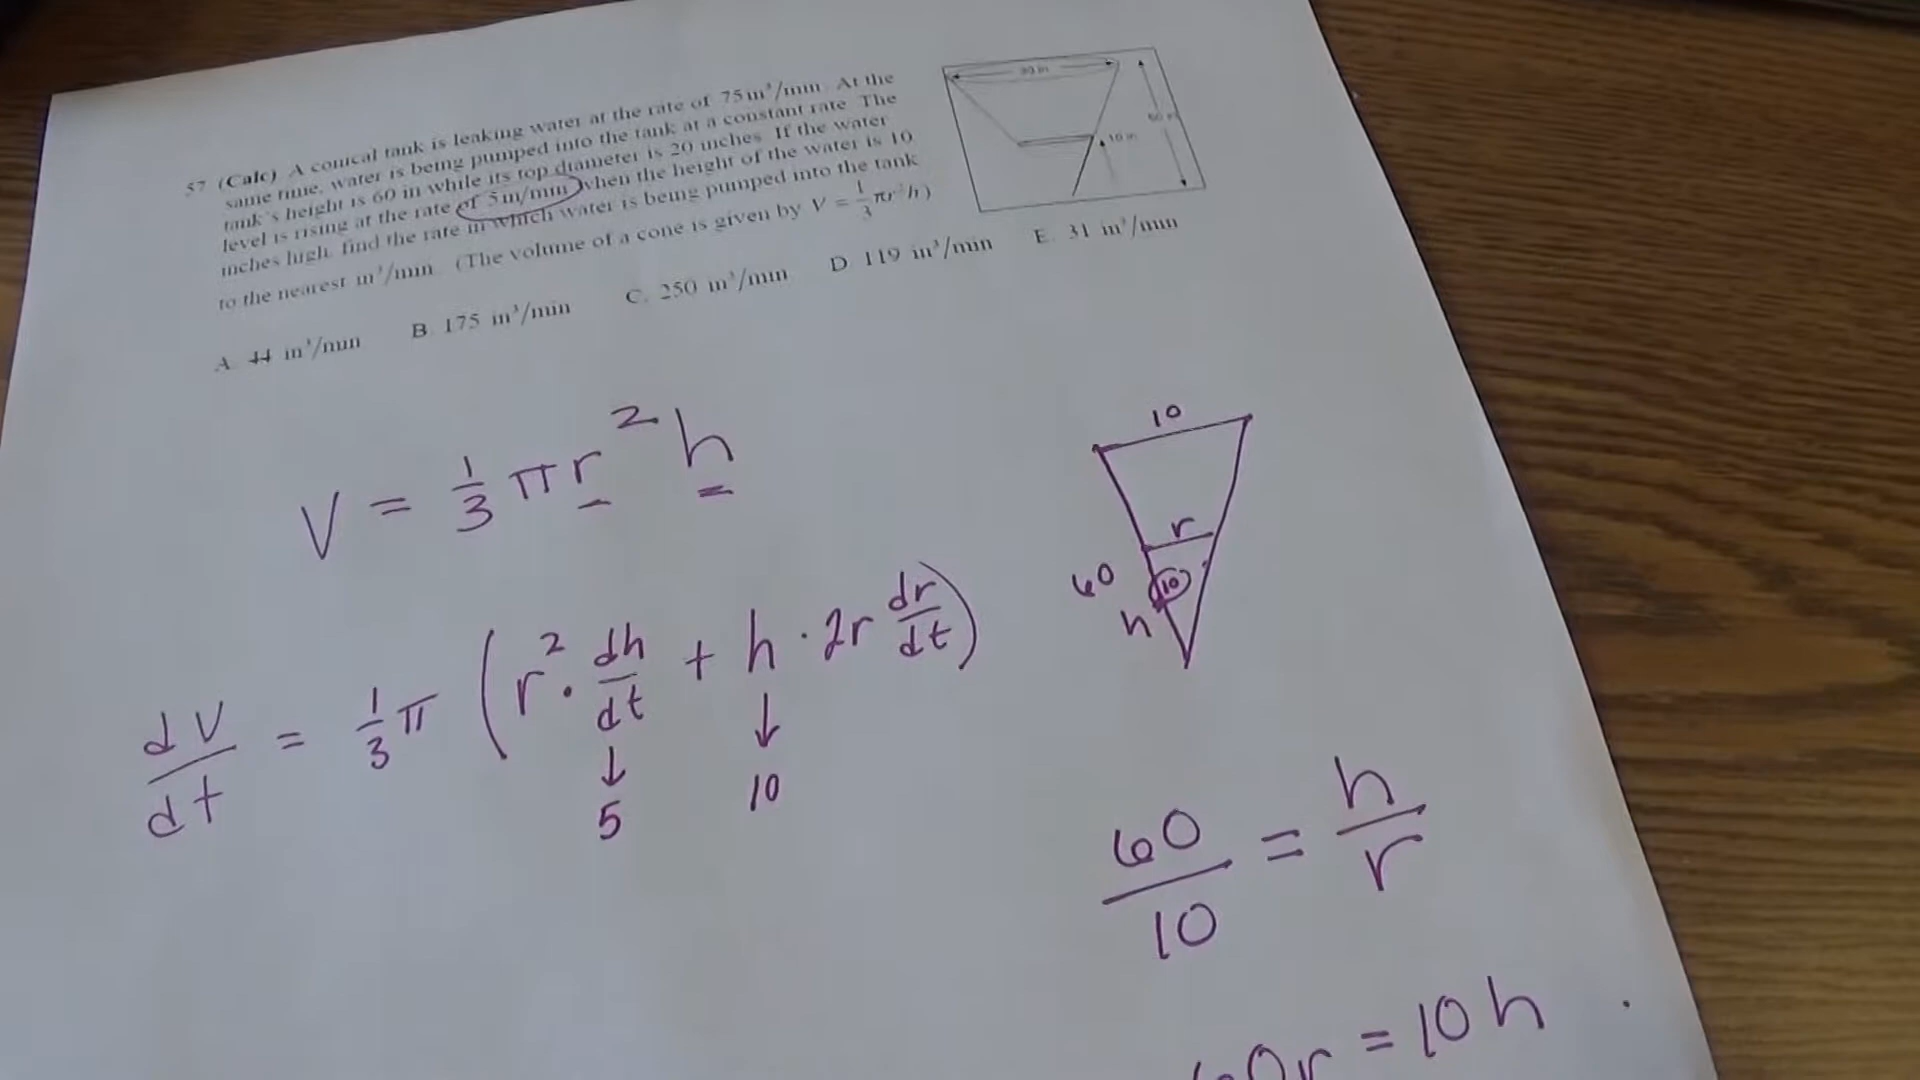 57. (Calc) A conical tank is leaking water at the rate of 75 in³/min. At the
same time, water is being pumped into the tank at a constant rate. The
tank's height is 60 in while its top diameter is 20 inches. If the water
level is rising at the rate of 5 in/min when the height of the water is 10
inches high, find the rate in which water is being pumped into the tank
to the nearest in³/min. (The volume of a cone is given by V = 1/3 πr²h)
10 in
A. 44 in³/min B. 175 in³/min C. 250 in³/min D. 119 in³/min E. 31 in³/min
V = 1/3 π r² h
10
r
10
60
h
dV/dt = 1/3 π (r² · dh/dt + h · 2r dr/dt)
↓ ↓
5 10
60/10 = h/r
60r = 10h